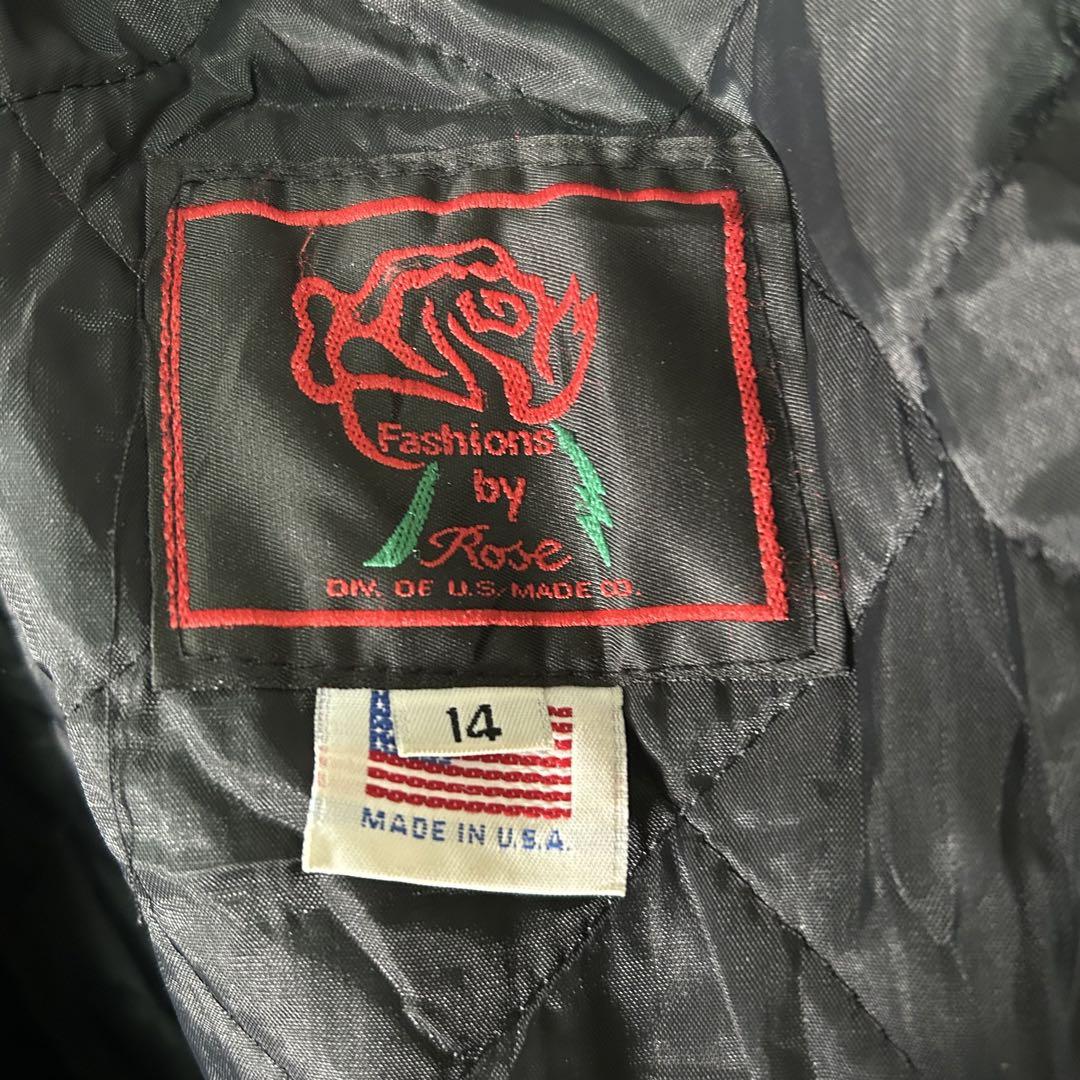 Fashions
by
Rose
DIV. OF U.S. MADE CO.
14
MADE IN U.S.A.